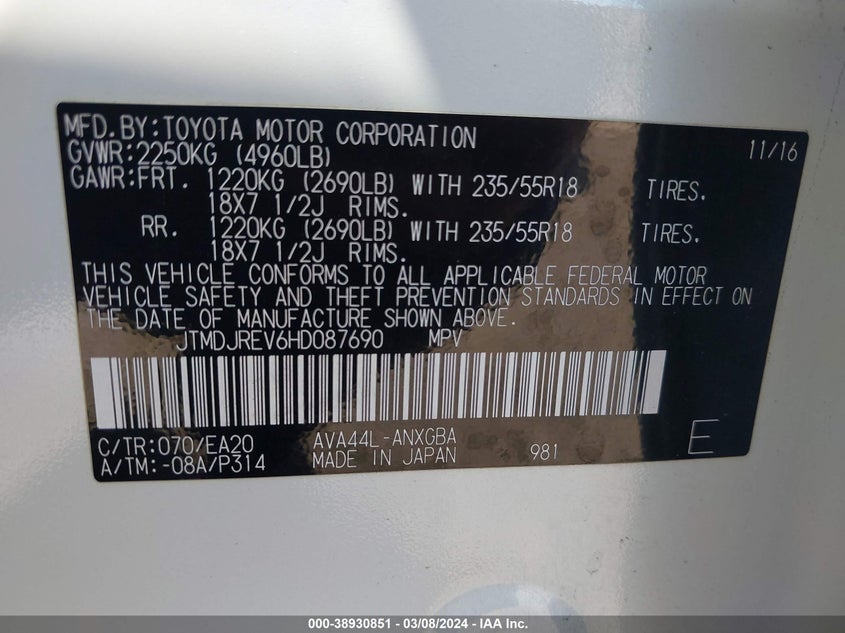 MFD.BY:TOYOTA MOTOR CORPORATION 11/16
GVWR:2250KG (4960LB)
GAWR:FRT. 1220KG (2690LB) WITH 235/55R18 TIRES.
18X7 1/2J RIMS.
RR. 1220KG (2690LB) WITH 235/55R18 TIRES.
18X7 1/2J RIMS.
THIS VEHICLE CONFORMS TO ALL APPLICABLE FEDERAL MOTOR
VEHICLE SAFETY AND THEFT PREVENTION STANDARDS IN EFFECT ON
THE DATE OF MANUFACTURE SHOWN ABOVE.
JTMDJREV6HD087690 MPV
C/TR:070/EA20 AVA44L-ANXGBA
A/TM:-08A/P314 MADE IN JAPAN 981 E
000-38930851 | 03/08/2024 | IAA Inc.